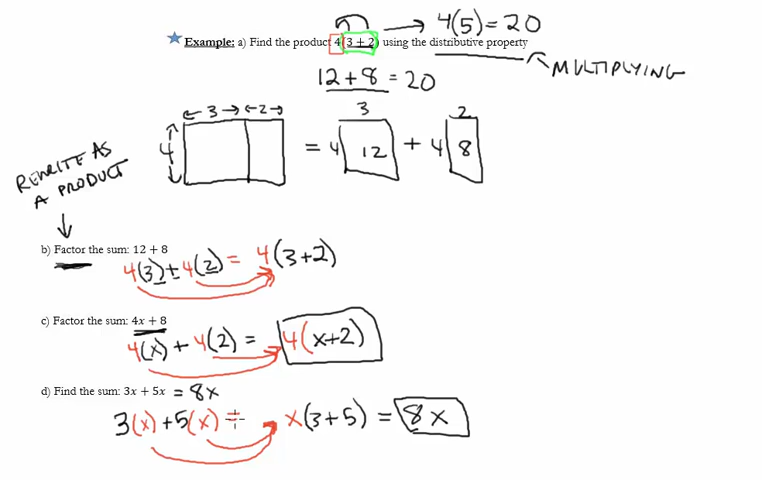 4(5) = 20
Example: a) Find the product 4(3 + 2) using the distributive property
MULTIPLYING
12 + 8 = 20
3 2 3 2
4 = 4 12 + 4 8
REWRITE AS
A PRODUCT
b) Factor the sum: 12 + 8
4(3) + 4(2) = 4(3+2)
c) Factor the sum: 4x + 8
4(x) + 4(2) = 4(x+2)
d) Find the sum: 3x + 5x = 8x
3(x) + 5(x) = x(3+5) = 8x